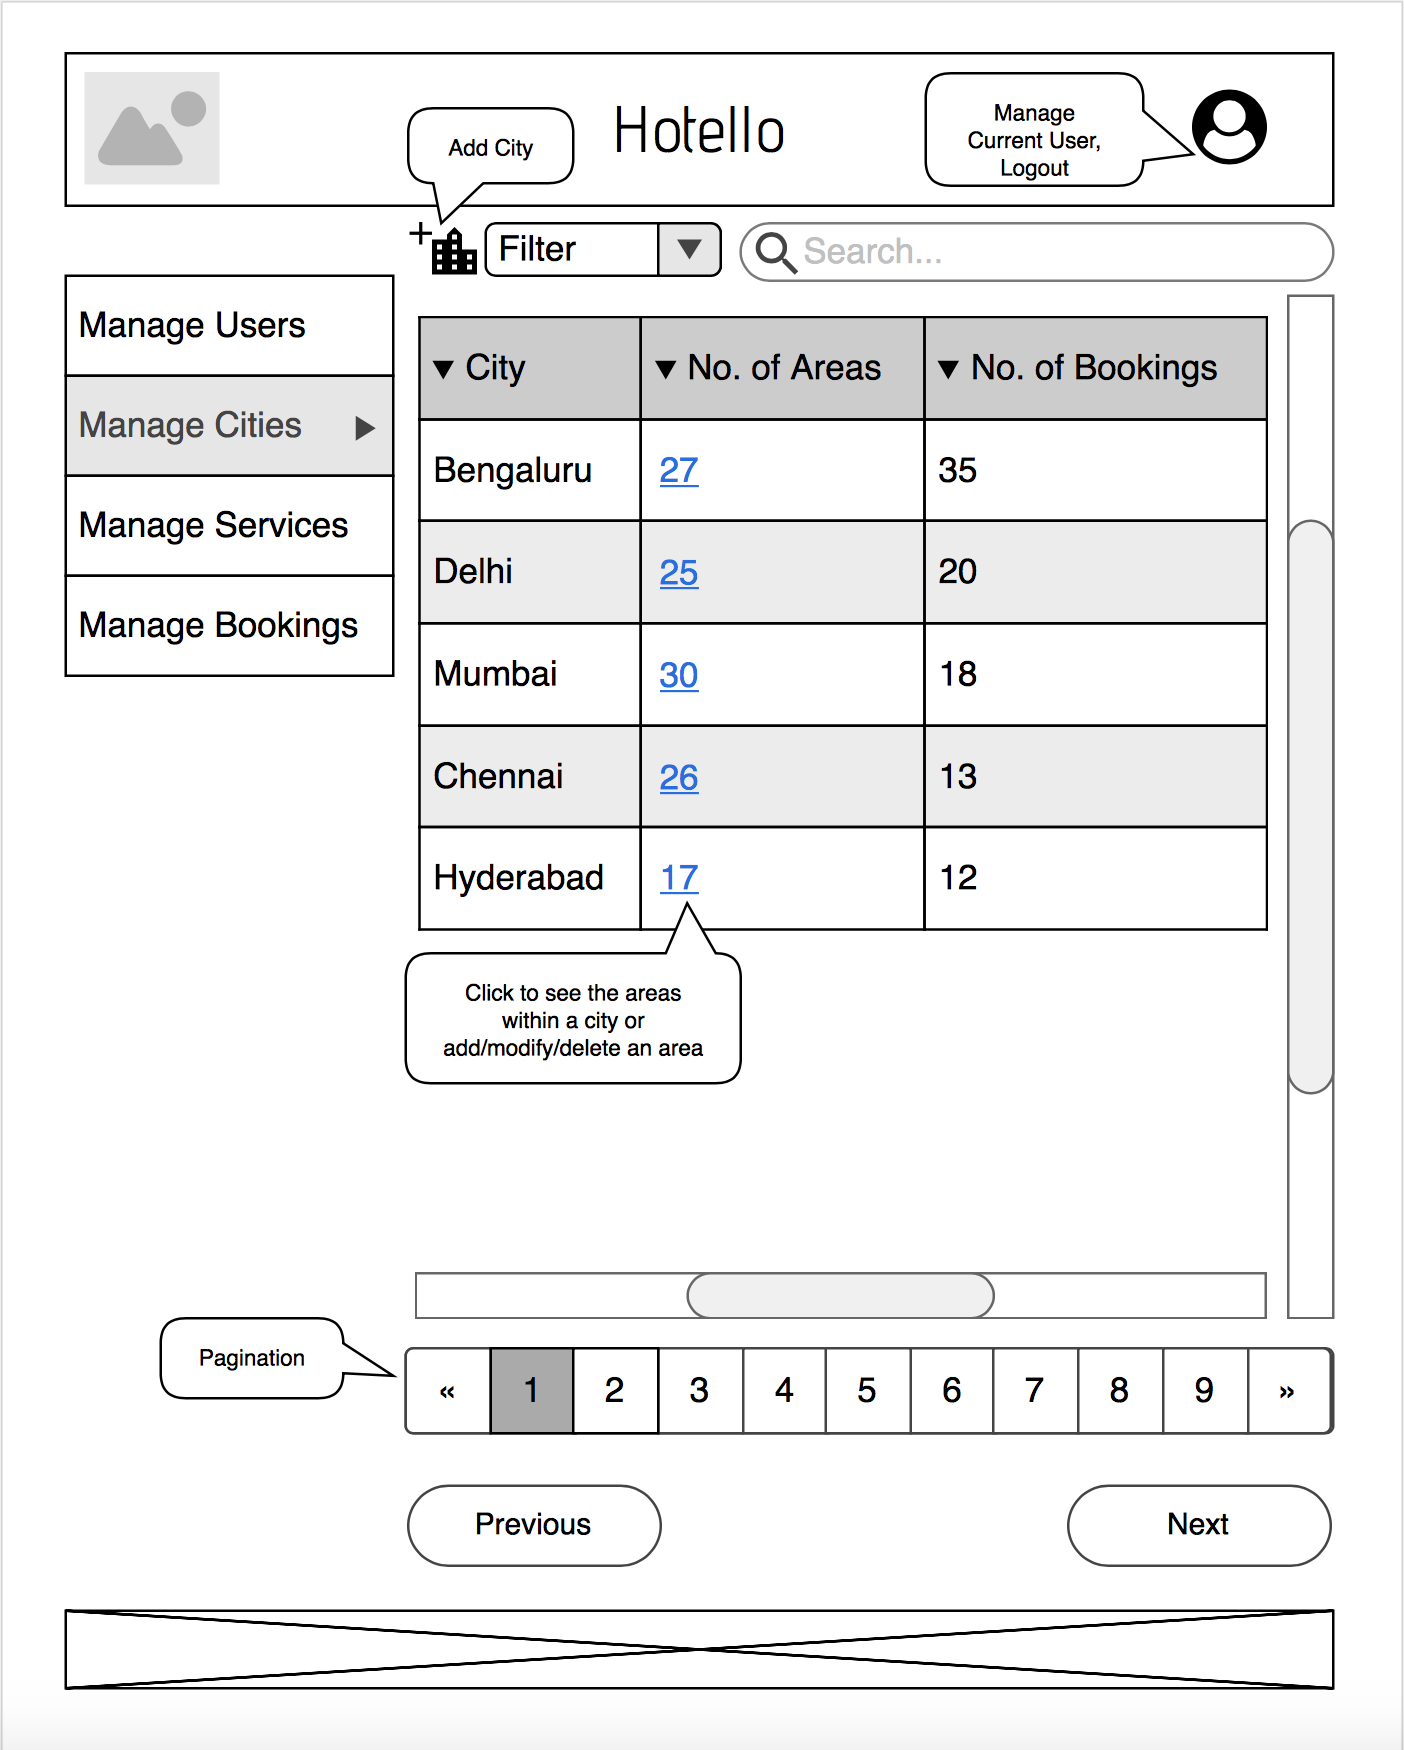 Hotello
Add City
Manage
Current User,
Logout
+
Filter
Search...
Manage Users
Manage Cities
Manage Services
Manage Bookings
City No. of Areas No. of Bookings
Bengaluru 27 35
Delhi 25 20
Mumbai 30 18
Chennai 26 13
Hyderabad 17 12
Click to see the areas
within a city or
add/modify/delete an area
Pagination
« 1 2 3 4 5 6 7 8 9 »
Previous
Next